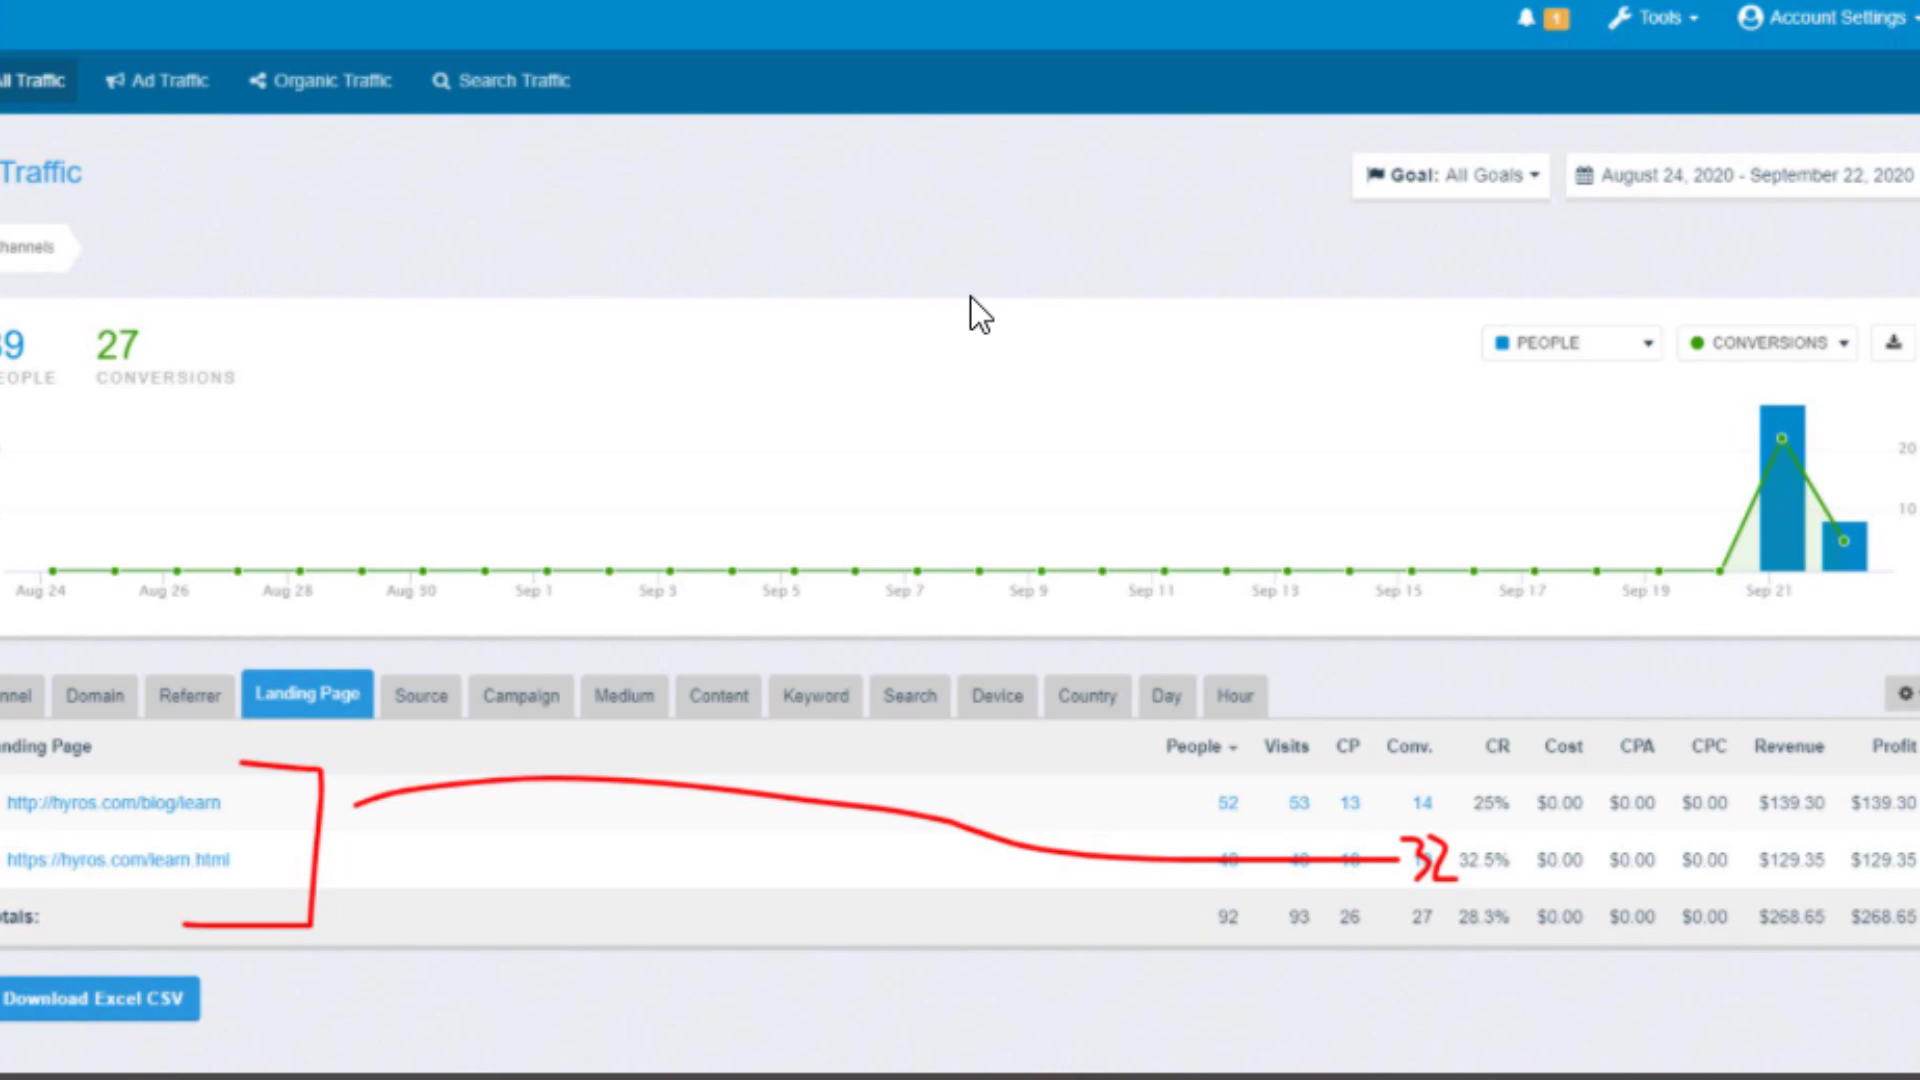 1 Tools Account Settings
ll Traffic Ad Traffic Organic Traffic Search Traffic
Traffic
Goal: All Goals August 24, 2020 - September 22, 2020
hannels
39 27
EOPLE CONVERSIONS
PEOPLE CONVERSIONS
20
10
Aug 24 Aug 26 Aug 28 Aug 30 Sep 1 Sep 3 Sep 5 Sep 7 Sep 9 Sep 11 Sep 13 Sep 15 Sep 17 Sep 19 Sep 21
nnel Domain Referrer Landing Page Source Campaign Medium Content Keyword Search Device Country Day Hour
nding Page People Visits CP Conv. CR Cost CPA CPC Revenue Profit
http://hyros.com/blog/learn 52 53 13 14 25% $0.00 $0.00 $0.00 $139.30 $139.30
https://hyros.com/learn.html 32 32.5% $0.00 $0.00 $0.00 $129.35 $129.35
tals: 92 93 26 27 28.3% $0.00 $0.00 $0.00 $268.65 $268.65
Download Excel CSV